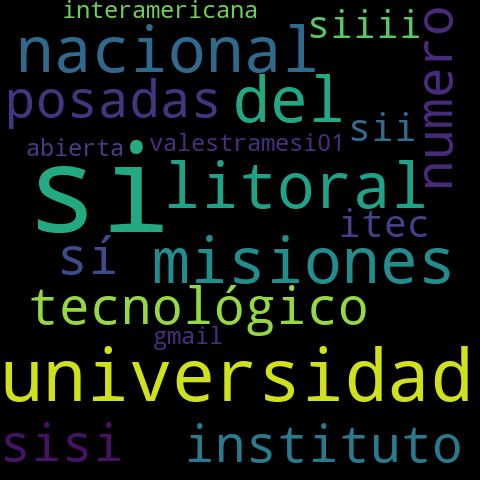 interamericana
siiii
numero
nacional
posadas
del
sii
abierta
valestramesi01
si
litoral
itec
sí
misiones
tecnológico
gmail
universidad
sisi
instituto